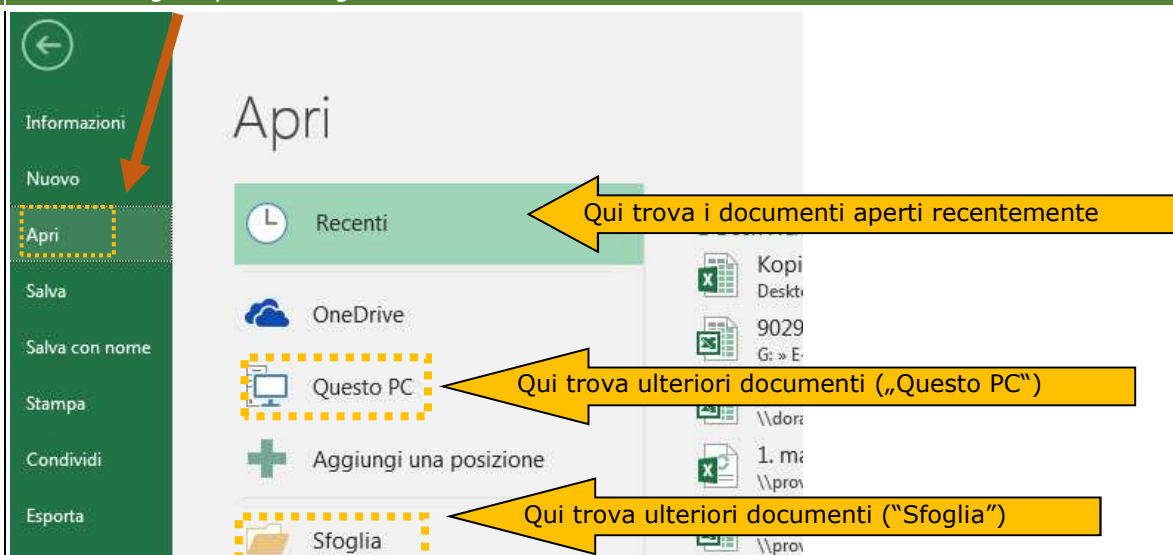 Informazioni
Nuovo
Apri
Salva
Salva con nome
Stampa
Condividi
Esporta
Apri
Recenti
Qui trova i documenti aperti recentemente
OneDrive
Questo PC
Qui trova ulteriori documenti („Questo PC“)
Aggiungi una posizione
Sfoglia
Qui trova ulteriori documenti (“Sfoglia”)
Kopi
Deskt
9029
G: » E-
\\dora
1. ma
\\prov
\\prov